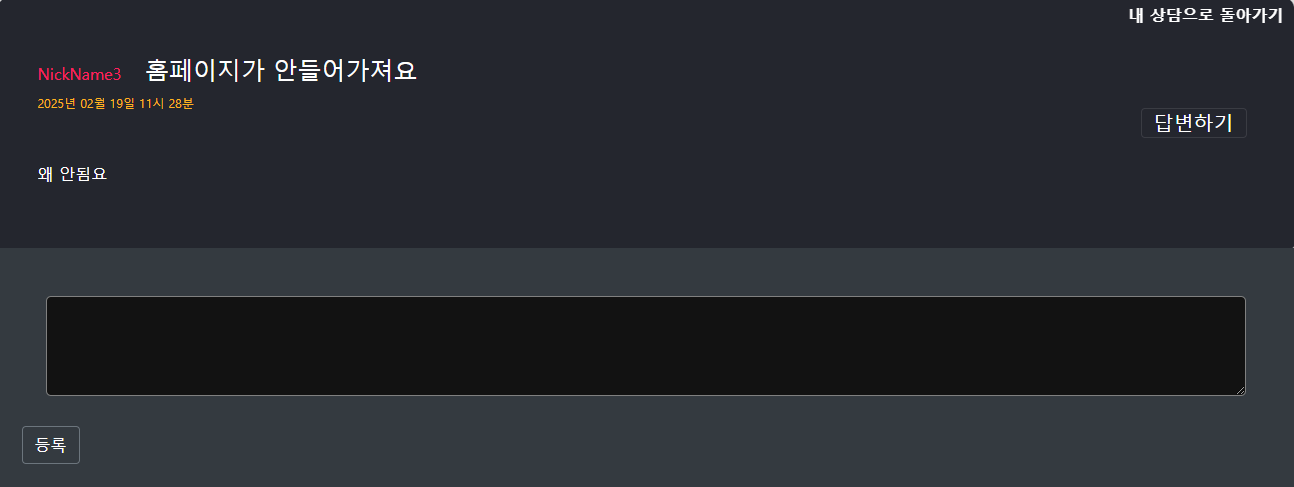 내 상담으로 돌아가기
NickName3 홈페이지가 안들어가져요
2025년 02월 19일 11시 28분
답변하기
왜 안됨요
등록